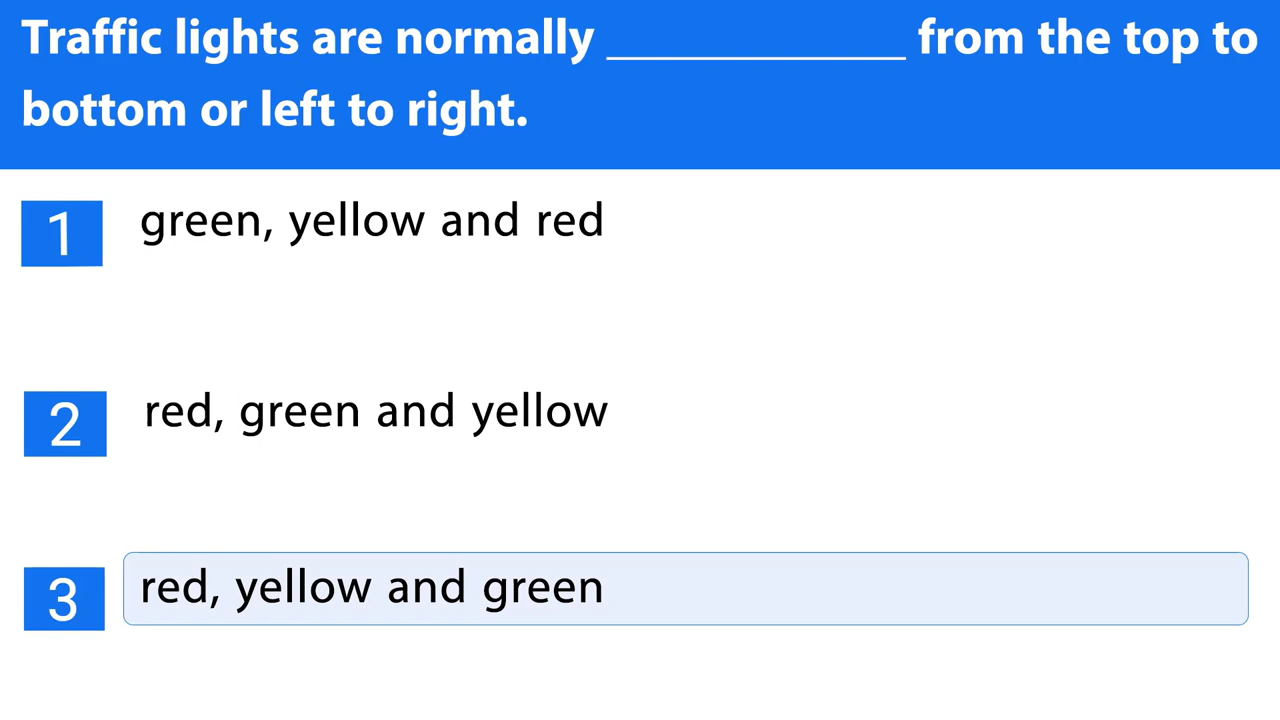 Traffic lights are normally ______________ from the top to
bottom or left to right.
1 green, yellow and red
2 red, green and yellow
3 red, yellow and green